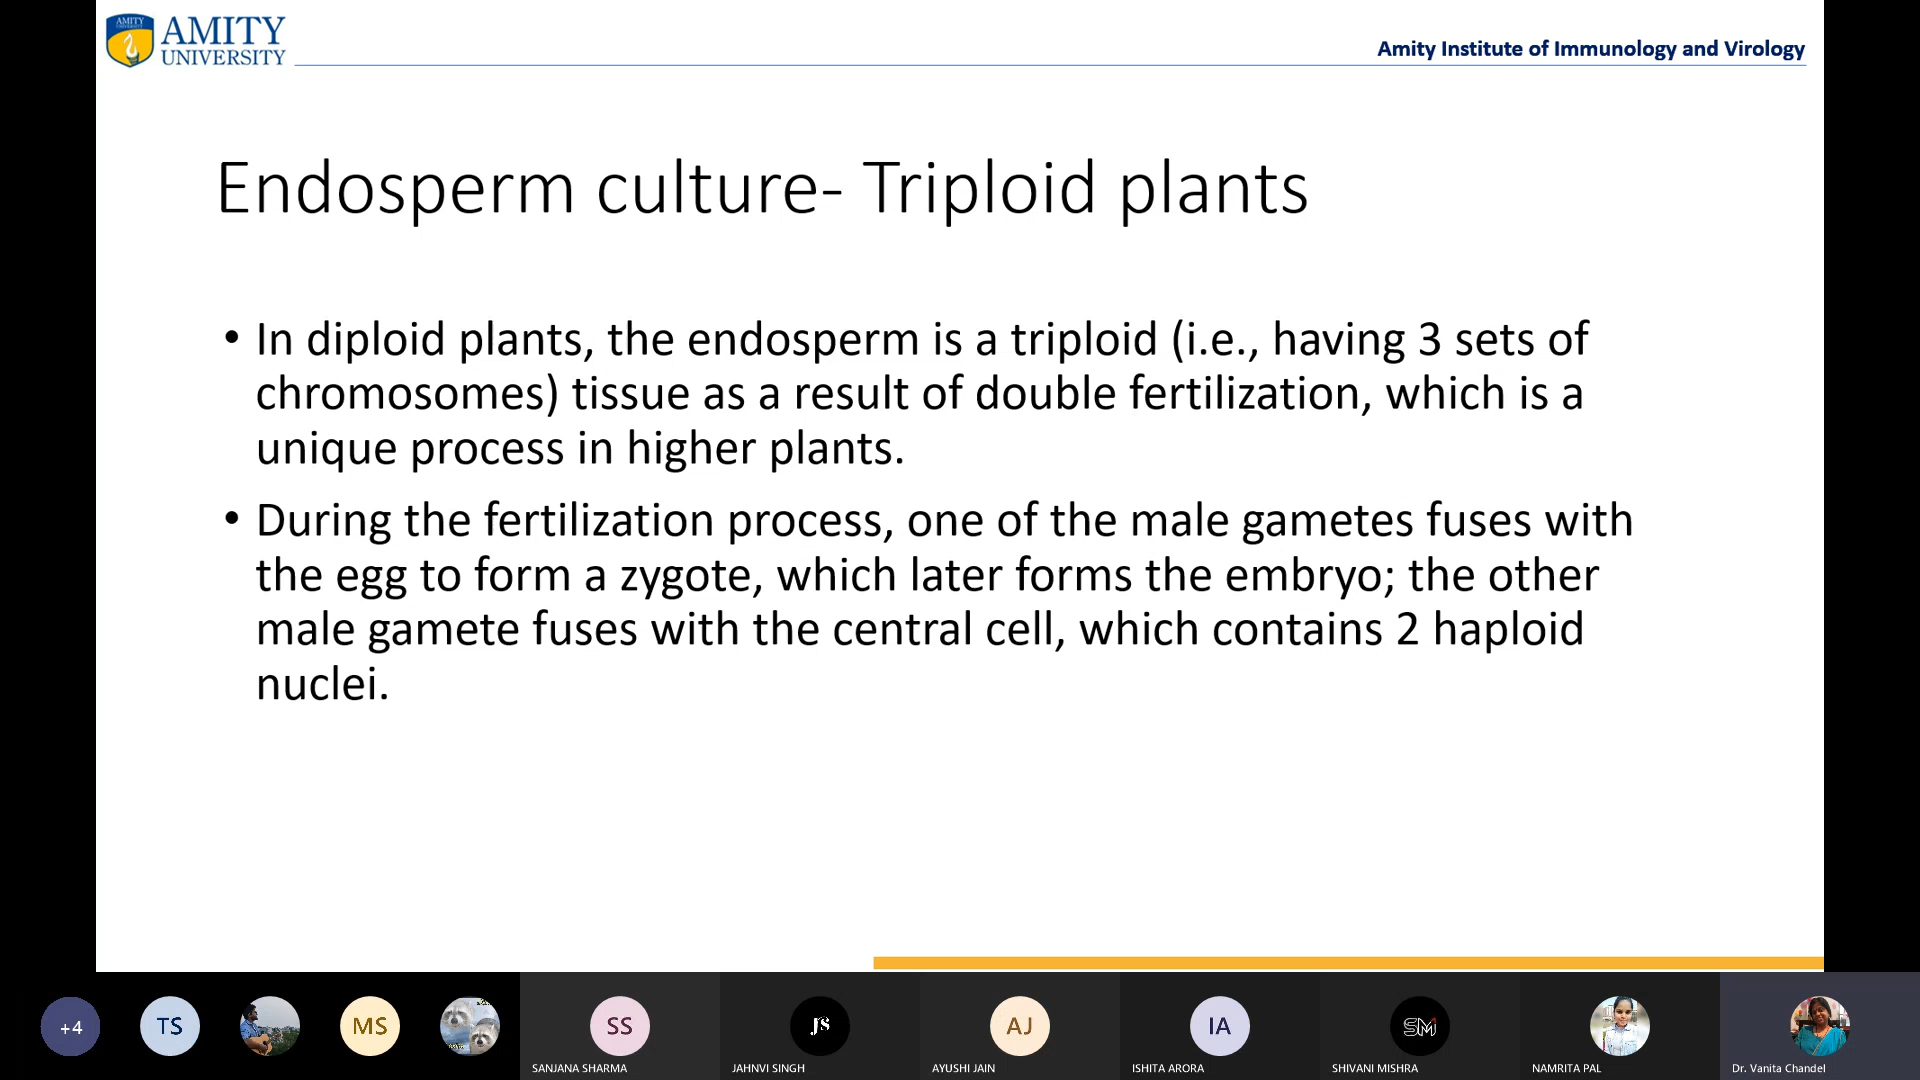 AMITY
UNIVERSITY
AMITY
UNIVERSITY
Amity Institute of Immunology and Virology
Endosperm culture- Triploid plants
• In diploid plants, the endosperm is a triploid (i.e., having 3 sets of
chromosomes) tissue as a result of double fertilization, which is a
unique process in higher plants.
• During the fertilization process, one of the male gametes fuses with
the egg to form a zygote, which later forms the embryo; the other
male gamete fuses with the central cell, which contains 2 haploid
nuclei.
+4
TS
MS
SS
JS
AJ
IA
SM
SANJANA SHARMA
JAHNVI SINGH
AYUSHI JAIN
ISHITA ARORA
SHIVANI MISHRA
NAMRITA PAL
Dr. Vanita Chandel